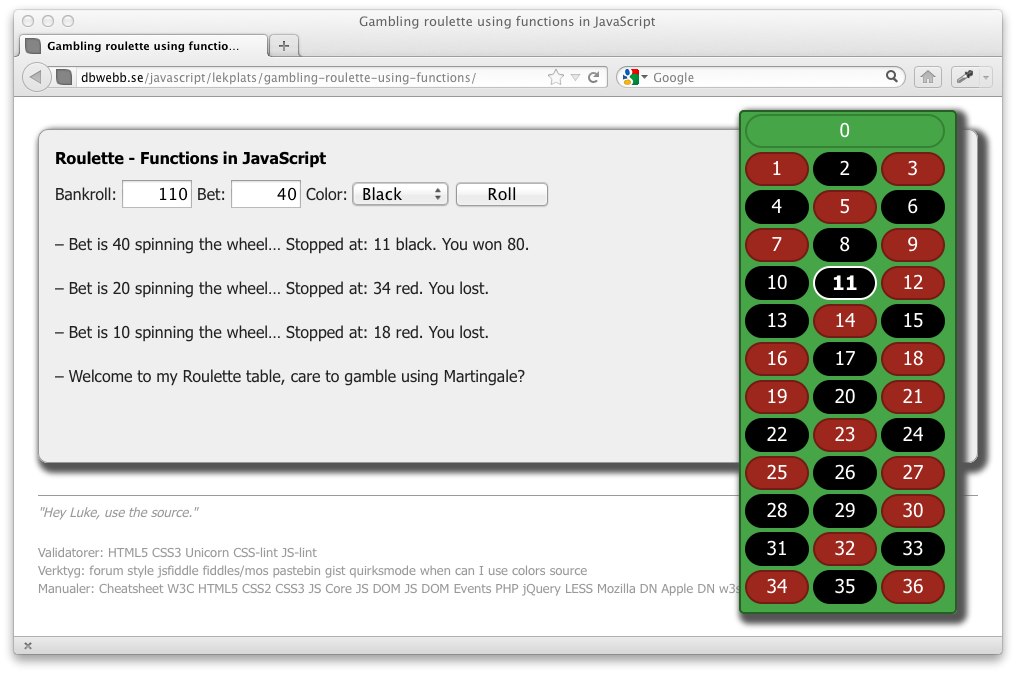 Gambling roulette using functions in JavaScript
Gambling roulette using functio...
dbwebb.se/javascript/lekplats/gambling-roulette-using-functions/
Google
Roulette - Functions in JavaScript
Bankroll: 110 Bet: 40 Color: Black Roll
– Bet is 40 spinning the wheel... Stopped at: 11 black. You won 80.
– Bet is 20 spinning the wheel... Stopped at: 34 red. You lost.
– Bet is 10 spinning the wheel... Stopped at: 18 red. You lost.
– Welcome to my Roulette table, care to gamble using Martingale?
0
1 2 3
4 5 6
7 8 9
10 11 12
13 14 15
16 17 18
19 20 21
22 23 24
25 26 27
28 29 30
31 32 33
34 35 36
"Hey Luke, use the source."
Validatorer: HTML5 CSS3 Unicorn CSS-lint JS-lint
Verktyg: forum style jsfiddle fiddles/mos pastebin gist quirksmode when can I use colors source
Manualer: Cheatsheet W3C HTML5 CSS2 CSS3 JS Core JS DOM JS DOM Events PHP jQuery LESS Mozilla DN Apple DN w3s